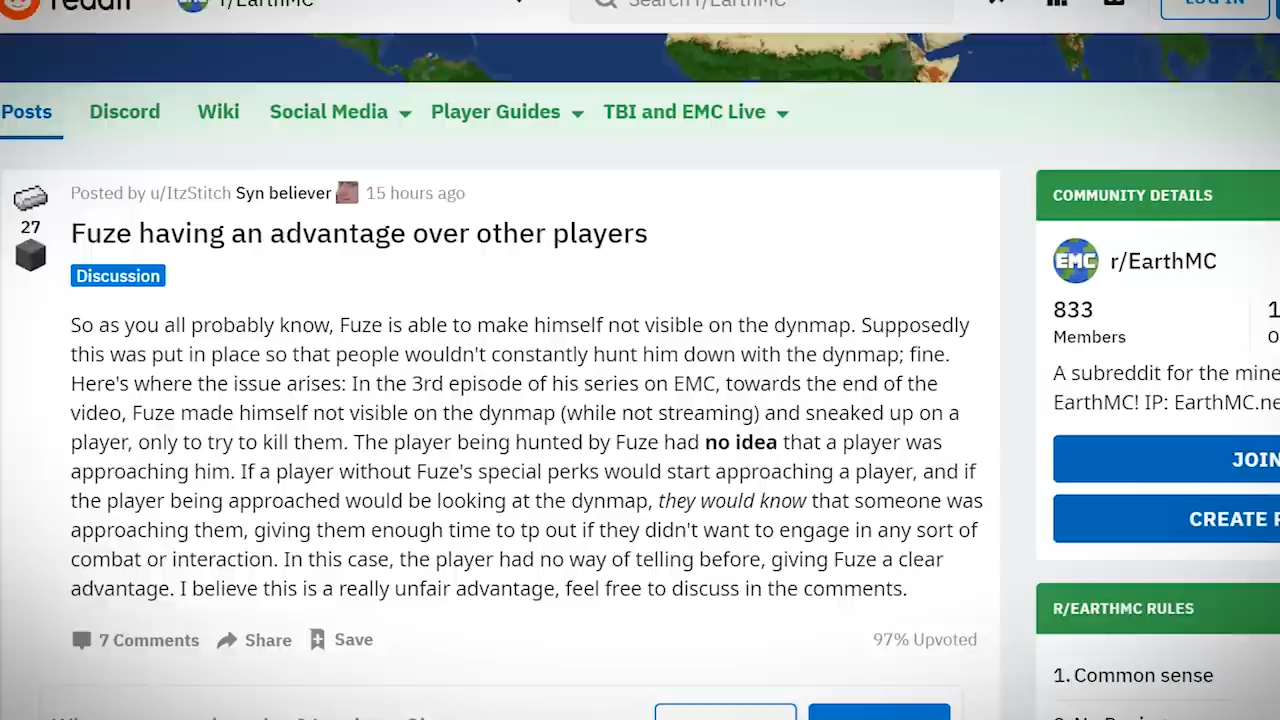 reddit r/EarthMC Search r/EarthMC LOG IN
Posts Discord Wiki Social Media Player Guides TBI and EMC Live
Posted by u/ItzStitch Syn believer 15 hours ago
27
Fuze having an advantage over other players
Discussion
So as you all probably know, Fuze is able to make himself not visible on the dynmap. Supposedly
this was put in place so that people wouldn't constantly hunt him down with the dynmap; fine.
Here's where the issue arises: In the 3rd episode of his series on EMC, towards the end of the
video, Fuze made himself not visible on the dynmap (while not streaming) and sneaked up on a
player, only to try to kill them. The player being hunted by Fuze had no idea that a player was
approaching him. If a player without Fuze's special perks would start approaching a player, and if
the player being approached would be looking at the dynmap, they would know that someone was
approaching them, giving them enough time to tp out if they didn't want to engage in any sort of
combat or interaction. In this case, the player had no way of telling before, giving Fuze a clear
advantage. I believe this is a really unfair advantage, feel free to discuss in the comments.
7 Comments Share Save 97% Upvoted
COMMUNITY DETAILS
EMC r/EarthMC
833
Members
A subreddit for the mine
EarthMC! IP: EarthMC.ne
JOIN
CREATE
R/EARTHMC RULES
1. Common sense